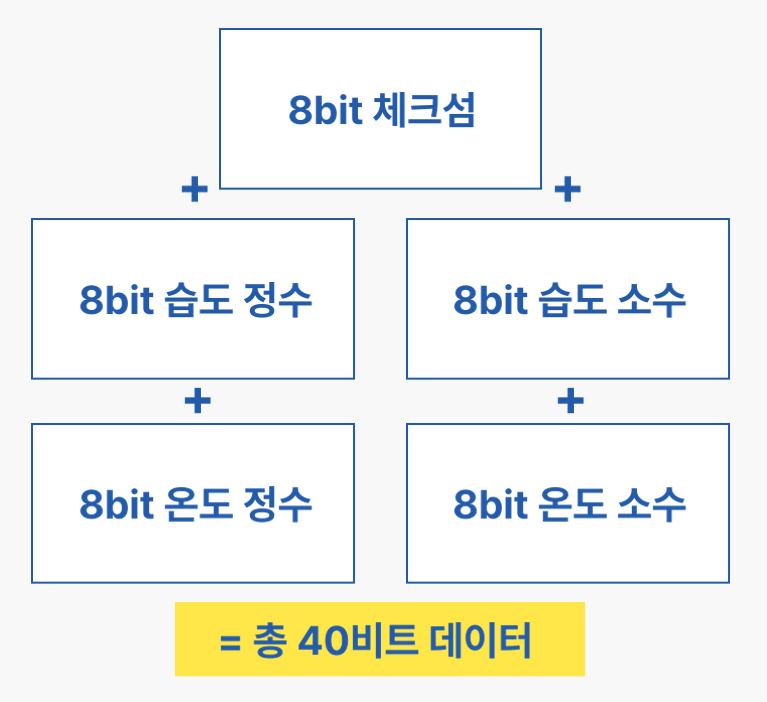 8bit 체크섬
+ +
8bit 습도 정수
8bit 습도 소수
+ +
8bit 온도 정수
8bit 온도 소수
= 총 40비트 데이터